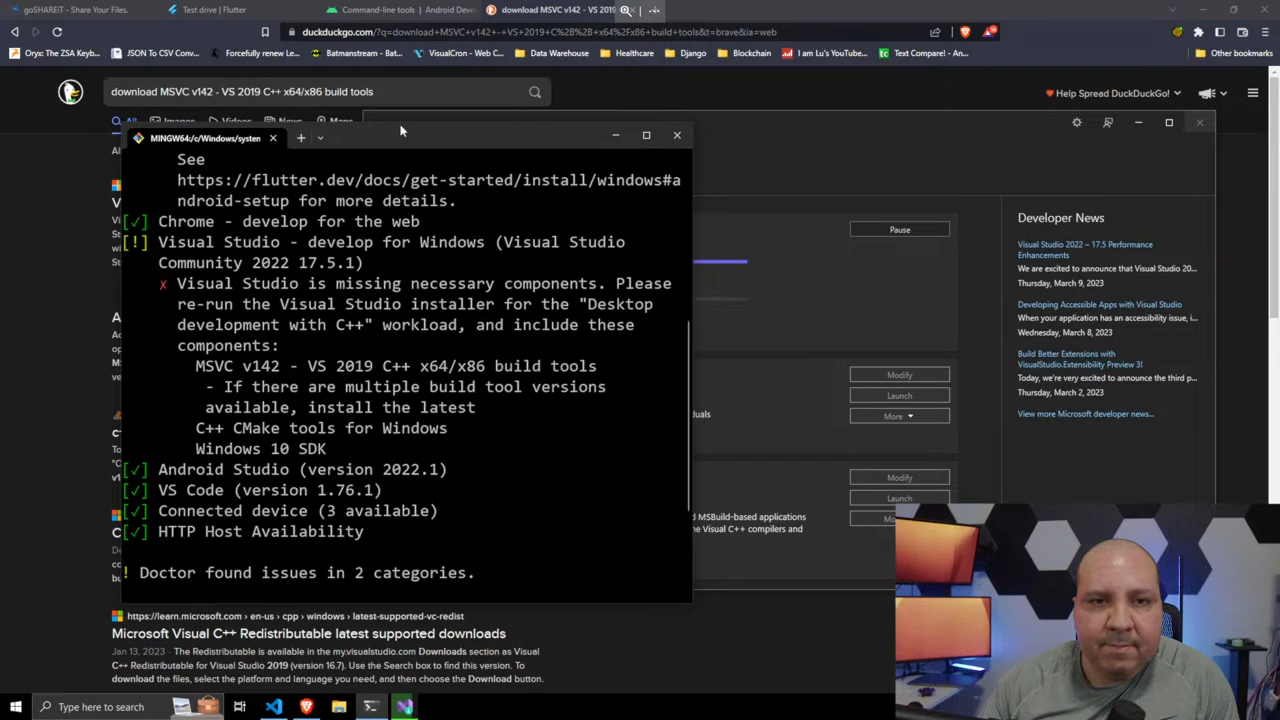 goSHAREiT - Share Your Files.
Test drive | Flutter
Command-line tools | Android Dev
download MSVC v142 - VS 2019
duckduckgo.com/?q=download+MSVC+v142+-+VS+2019+C%2B%2B+x64%2Fx86+build+tools&t=brave&ia=web
Oryx: The ZSA Keyb...
JSON To CSV Conv...
Forcefully renew Le...
Batmanstream - Bat...
VisualCron - Web C...
Data Warehouse
Healthcare
Django
Blockchain
I am Lu's YouTube...
Text Compare! - An...
Other bookmarks
download MSVC v142 - VS 2019 C++ x64/x86 build tools
Help Spread DuckDuckGo!
All
Images
Videos
News
Maps
MINGW64:/c/Windows/system
See
https://flutter.dev/docs/get-started/install/windows#a
ndroid-setup for more details.
[✓] Chrome - develop for the web
[!] Visual Studio - develop for Windows (Visual Studio
Community 2022 17.5.1)
✗ Visual Studio is missing necessary components. Please
re-run the Visual Studio installer for the "Desktop
development with C++" workload, and include these
components:
MSVC v142 - VS 2019 C++ x64/x86 build tools
- If there are multiple build tool versions
available, install the latest
C++ CMake tools for Windows
Windows 10 SDK
[✓] Android Studio (version 2022.1)
[✓] VS Code (version 1.76.1)
[✓] Connected device (3 available)
[✓] HTTP Host Availability
! Doctor found issues in 2 categories.
Pause
Modify
Launch
More
duals
Modify
Launch
Mo
d MSBuild-based applications
s the Visual C++ compilers and
Developer News
Visual Studio 2022 – 17.5 Performance
Enhancements
We are excited to announce that Visual Studio 20...
Thursday, March 9, 2023
Developing Accessible Apps with Visual Studio
When your application has an accessibility issue, i...
Wednesday, March 8, 2023
Build Better Extensions with
VisualStudio.Extensibility Preview 3!
Today, we're very excited to announce the third p...
Thursday, March 2, 2023
View more Microsoft developer news...
https://learn.microsoft.com › en-us › cpp › windows › latest-supported-vc-redist
Microsoft Visual C++ Redistributable latest supported downloads
Jan 13, 2023 The Redistributable is available in the my.visualstudio.com Downloads section as Visual
C++ Redistributable for Visual Studio 2019 (version 16.7). Use the Search box to find this version. To
download the files, select the platform and language you need, and then choose the Download button.
Type here to search